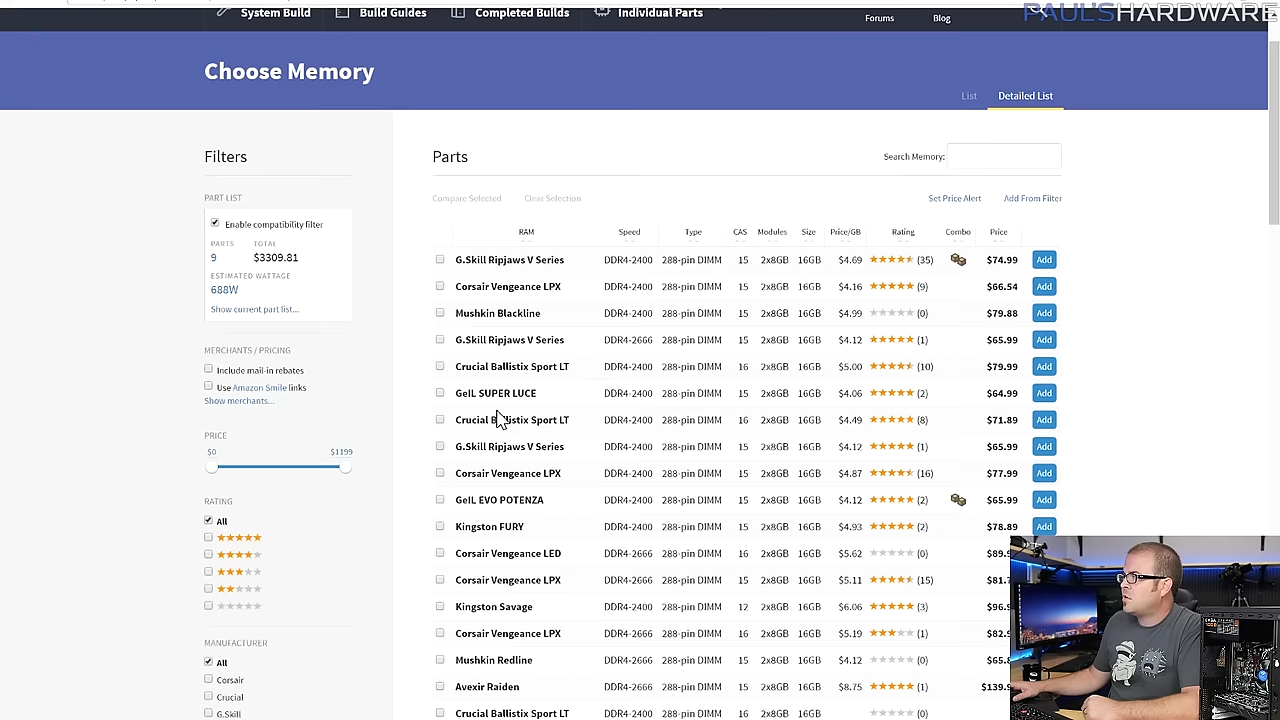 System Build Build Guides Completed Builds Individual Parts
Forums Blog
PAUL'SHARDWARE
Choose Memory
List Detailed List
Filters
PART LIST
Enable compatibility filter
PARTS TOTAL
9 $3309.81
ESTIMATED WATTAGE
688W
Show current part list...
MERCHANTS / PRICING
Include mail-in rebates
Use Amazon Smile links
Show merchants...
PRICE
$0 $1199
RATING
All
MANUFACTURER
All
Corsair
Crucial
G.Skill
Parts
Search Memory:
Compare Selected Clear Selection Set Price Alert Add From Filter
RAM Speed Type CAS Modules Size Price/GB Rating Combo Price
G.Skill Ripjaws V Series DDR4-2400 288-pin DIMM 15 2x8GB 16GB $4.69 (35) $74.99 Add
Corsair Vengeance LPX DDR4-2400 288-pin DIMM 15 2x8GB 16GB $4.16 (9) $66.54 Add
Mushkin Blackline DDR4-2400 288-pin DIMM 15 2x8GB 16GB $4.99 (0) $79.88 Add
G.Skill Ripjaws V Series DDR4-2666 288-pin DIMM 15 2x8GB 16GB $4.12 (1) $65.99 Add
Crucial Ballistix Sport LT DDR4-2400 288-pin DIMM 16 2x8GB 16GB $5.00 (10) $79.99 Add
GeIL SUPER LUCE DDR4-2400 288-pin DIMM 15 2x8GB 16GB $4.06 (2) $64.99 Add
Crucial Ballistix Sport LT DDR4-2400 288-pin DIMM 16 2x8GB 16GB $4.49 (8) $71.89 Add
G.Skill Ripjaws V Series DDR4-2400 288-pin DIMM 15 2x8GB 16GB $4.12 (1) $65.99 Add
Corsair Vengeance LPX DDR4-2400 288-pin DIMM 15 2x8GB 16GB $4.87 (16) $77.99 Add
GeIL EVO POTENZA DDR4-2400 288-pin DIMM 15 2x8GB 16GB $4.12 (2) $65.99 Add
Kingston FURY DDR4-2400 288-pin DIMM 15 2x8GB 16GB $4.93 (2) $78.89 Add
Corsair Vengeance LED DDR4-2400 288-pin DIMM 16 2x8GB 16GB $5.62 (0)
Corsair Vengeance LPX DDR4-2666 288-pin DIMM 16 2x8GB 16GB $5.11 (15)
Kingston Savage DDR4-2400 288-pin DIMM 12 2x8GB 16GB $6.06 (3)
Corsair Vengeance LPX DDR4-2666 288-pin DIMM 16 2x8GB 16GB $5.19 (1)
Mushkin Redline DDR4-2666 288-pin DIMM 16 2x8GB 16GB $4.12 (0)
Avexir Raiden DDR4-2666 288-pin DIMM 15 2x8GB 16GB $8.75 (1)
Crucial Ballistix Sport LT DDR4-2400 288-pin DIMM 16 2x8GB 16GB (0)